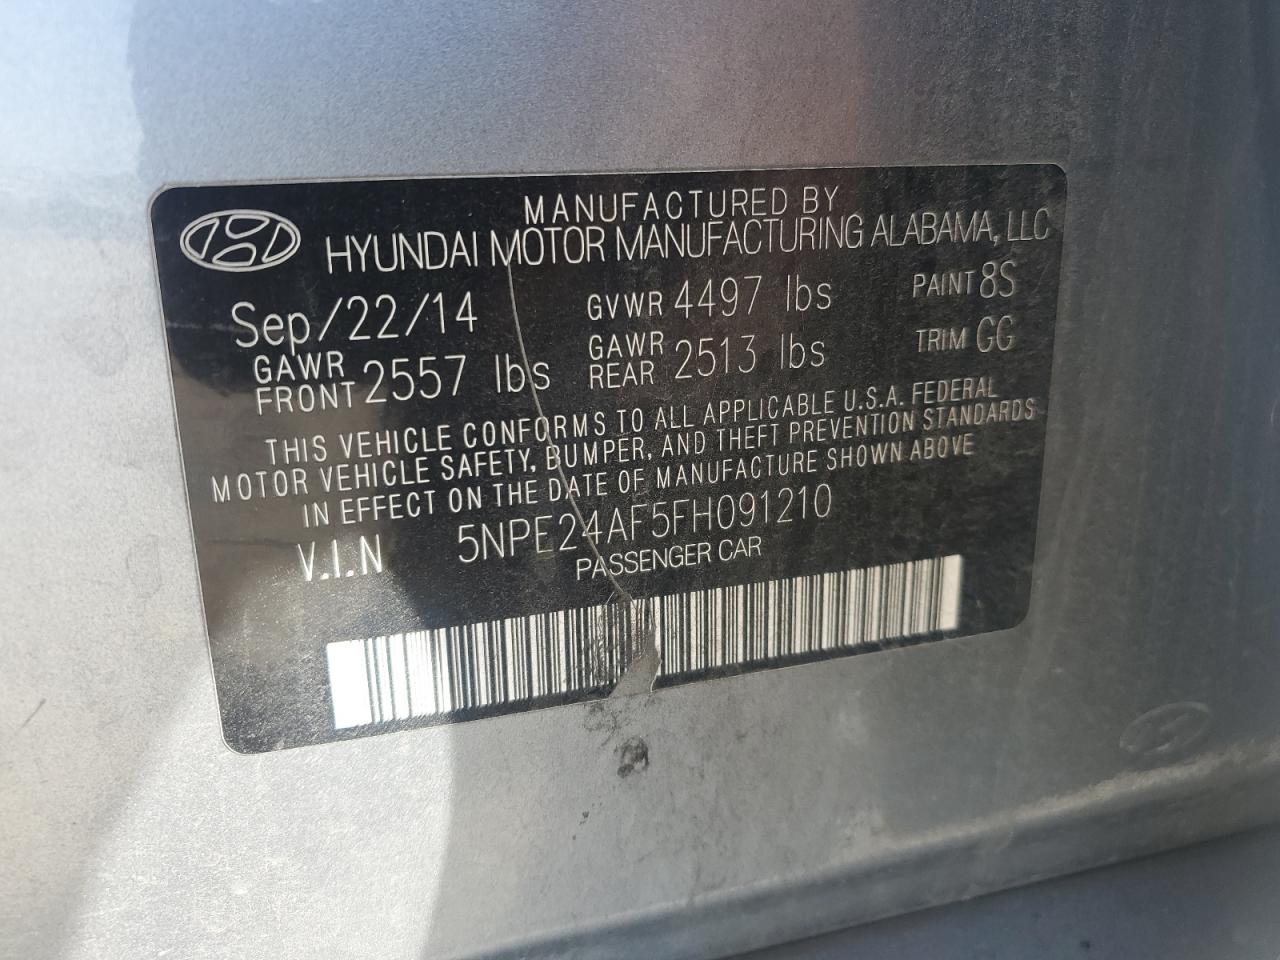 MANUFACTURED BY
HYUNDAI MOTOR MANUFACTURING ALABAMA, LLC
Sep/22/14 GVWR 4497 lbs PAINT 8S
GAWR FRONT 2557 lbs GAWR REAR 2513 lbs TRIM GG
THIS VEHICLE CONFORMS TO ALL APPLICABLE U.S.A. FEDERAL
MOTOR VEHICLE SAFETY, BUMPER, AND THEFT PREVENTION STANDARDS
IN EFFECT ON THE DATE OF MANUFACTURE SHOWN ABOVE
V.I.N 5NPE24AF5FH091210
PASSENGER CAR